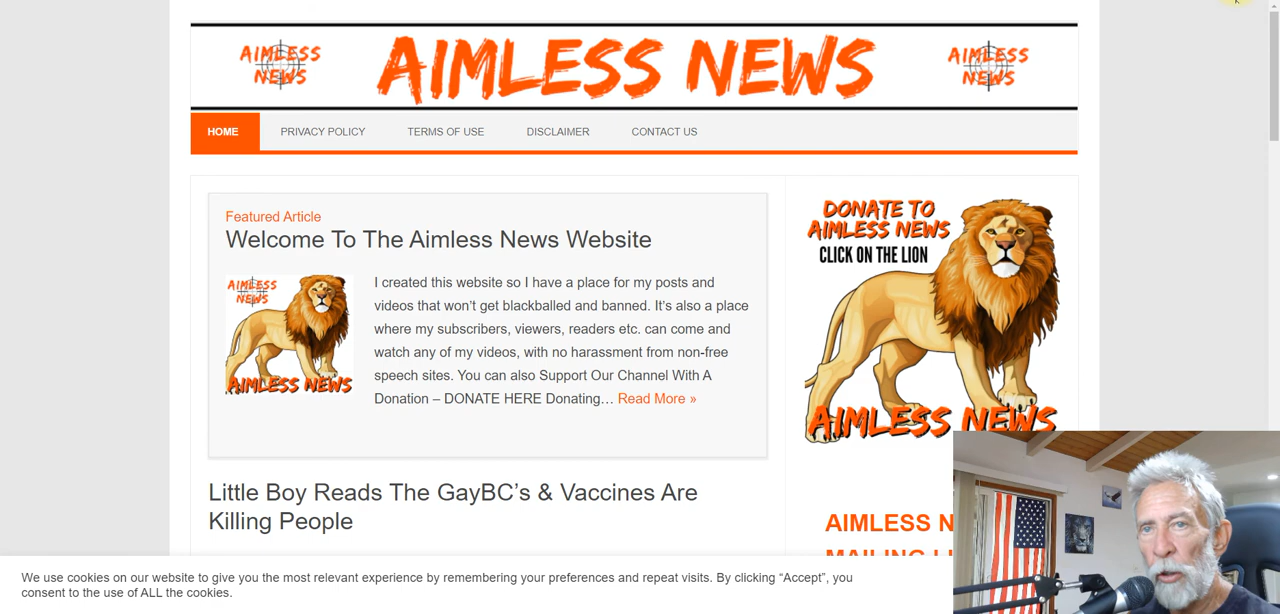 AIMLESS
NEWS
AIMLESS NEWS
AIMLESS
NEWS
HOME
PRIVACY POLICY
TERMS OF USE
DISCLAIMER
CONTACT US
Featured Article
Welcome To The Aimless News Website
AIMLESS
NEWS
AIMLESS NEWS
I created this website so I have a place for my posts and
videos that won’t get blackballed and banned. It’s also a place
where my subscribers, viewers, readers etc. can come and
watch any of my videos, with no harassment from non-free
speech sites. You can also Support Our Channel With A
Donation – DONATE HERE Donating… Read More »
Little Boy Reads The GayBC’s & Vaccines Are
Killing People
DONATE TO
AIMLESS NEWS
CLICK ON THE LION
AIMLESS NEWS
AIMLESS N
MAILING LI
We use cookies on our website to give you the most relevant experience by remembering your preferences and repeat visits. By clicking “Accept”, you
consent to the use of ALL the cookies.